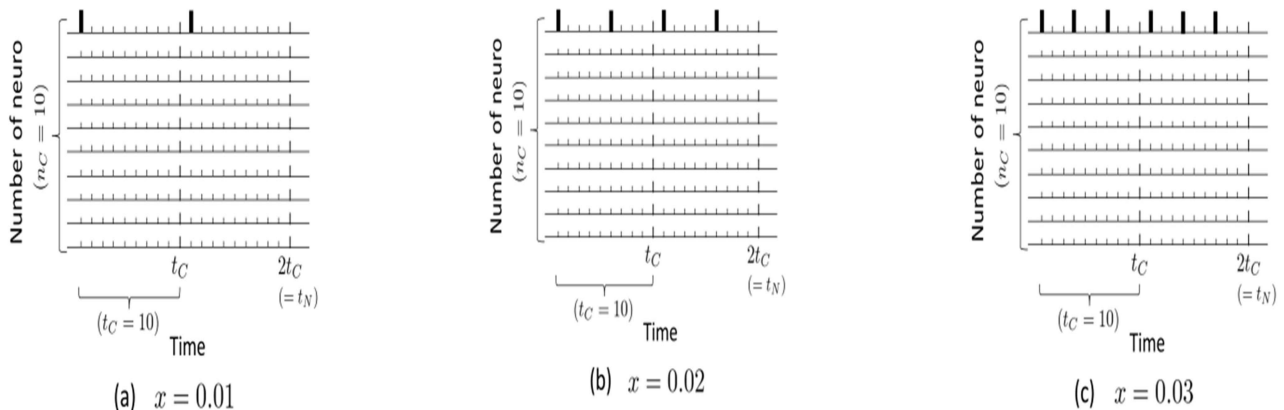 Number of neuro
(n_C = 10)
t_C
2t_C
(= t_N)
(t_C = 10)
Time
(a) x = 0.01
Number of neuro
(n_C = 10)
t_C
2t_C
(= t_N)
(t_C = 10)
Time
(b) x = 0.02
Number of neuro
(n_C = 10)
t_C
2t_C
(= t_N)
(t_C = 10)
Time
(c) x = 0.03